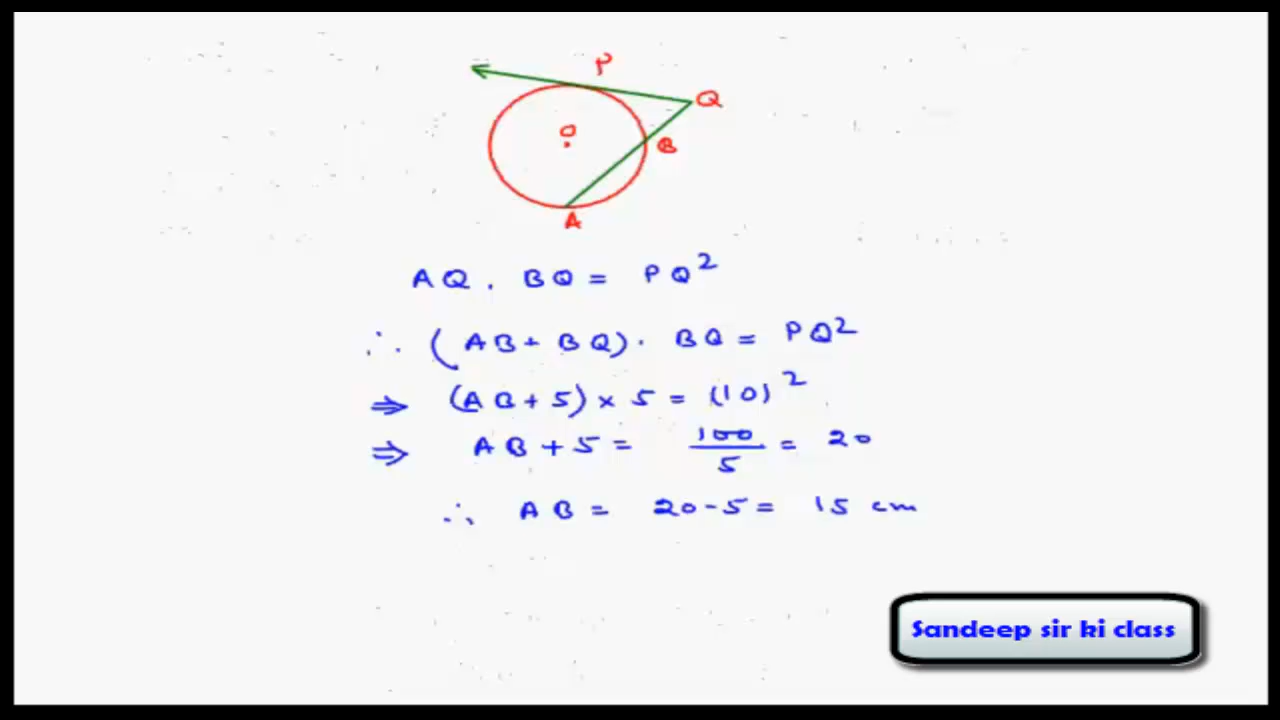 P
Q
O
B
A
AQ . BQ = PQ²
∴ (AB + BQ) . BQ = PQ²
⇒ (AB + 5) × 5 = (10)²
⇒ AB + 5 = 100/5 = 20
∴ AB = 20 - 5 = 15 cm
Sandeep sir ki class